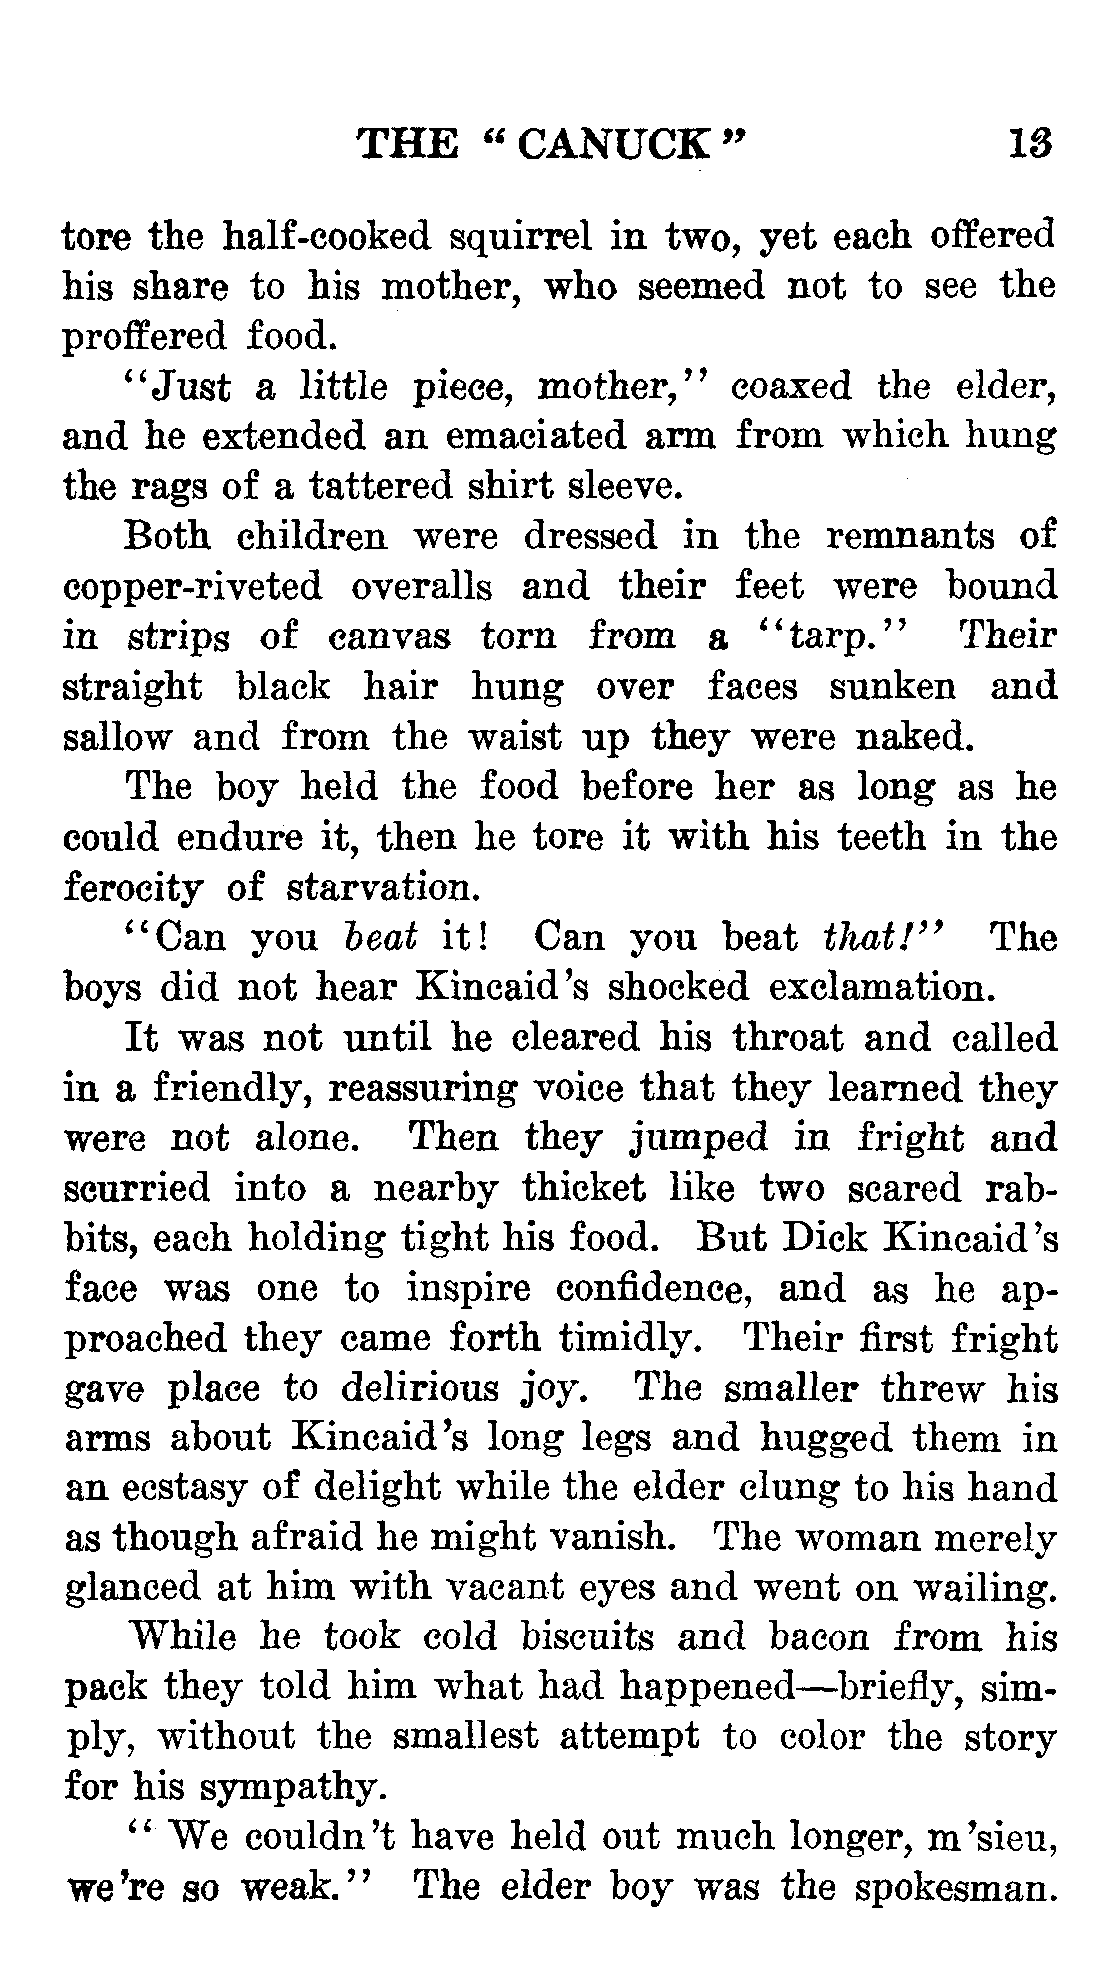 THE "CANUCK" 13
tore the half-cooked squirrel in two, yet each offered
his share to his mother, who seemed not to see the
proffered food.
"Just a little piece, mother," coaxed the elder,
and he extended an emaciated arm from which hung
the rags of a tattered shirt sleeve.
Both children were dressed in the remnants of
copper-riveted overalls and their feet were bound
in strips of canvas torn from a "tarp." Their
straight black hair hung over faces sunken and
sallow and from the waist up they were naked.
The boy held the food before her as long as he
could endure it, then he tore it with his teeth in the
ferocity of starvation.
"Can you beat it! Can you beat that!" The
boys did not hear Kincaid's shocked exclamation.
It was not until he cleared his throat and called
in a friendly, reassuring voice that they learned they
were not alone. Then they jumped in fright and
scurried into a nearby thicket like two scared rab-
bits, each holding tight his food. But Dick Kincaid's
face was one to inspire confidence, and as he ap-
proached they came forth timidly. Their first fright
gave place to delirious joy. The smaller threw his
arms about Kincaid's long legs and hugged them in
an ecstasy of delight while the elder clung to his hand
as though afraid he might vanish. The woman merely
glanced at him with vacant eyes and went on wailing.
While he took cold biscuits and bacon from his
pack they told him what had happened—briefly, sim-
ply, without the smallest attempt to color the story
for his sympathy.
"We couldn't have held out much longer, m'sieu,
we're so weak." The elder boy was the spokesman.